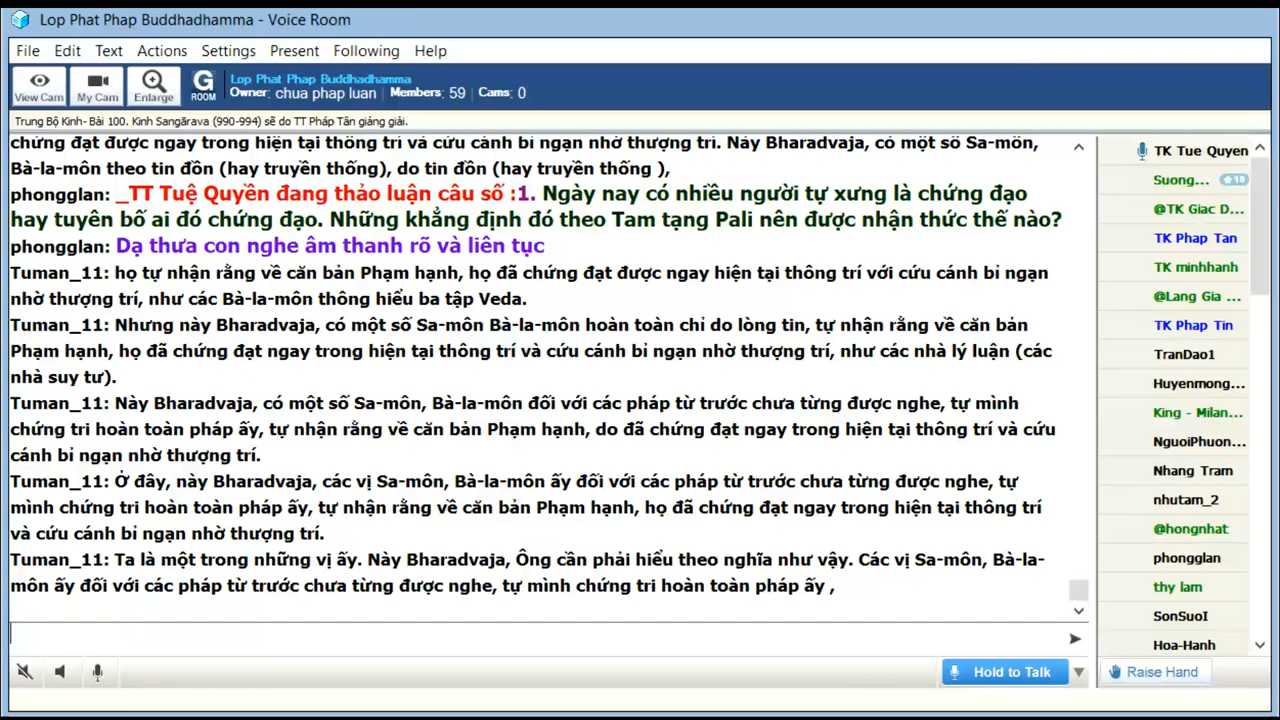 Lop Phat Phap Buddhadhamma - Voice Room
File Edit Text Actions Settings Present Following Help
View Cam My Cam Enlarge G ROOM
Lop Phat Phap Buddhadhamma
Owner: chua phap luan Members: 59 Cams: 0
Trung Bộ Kinh- Bài 100. Kinh Sangārava (990-994) sẽ do TT Pháp Tân giảng giải.
chứng đạt được ngay trong hiện tại thông trí và cứu cánh bỉ ngạn nhờ thượng trí. Này Bharadvaja, có một số Sa-môn,
Bà-la-môn theo tin đồn (hay truyền thống), do tin đồn (hay truyền thống ),
phongglan: _TT Tuệ Quyền đang thảo luận câu số :1. Ngày nay có nhiều người tự xưng là chứng đạo
hay tuyên bố ai đó chứng đạo. Những khẳng định đó theo Tam tạng Pali nên được nhận thức thế nào?
phongglan: Dạ thưa con nghe âm thanh rõ và liên tục
Tuman_11: họ tự nhận rằng về căn bản Phạm hạnh, họ đã chứng đạt được ngay hiện tại thông trí với cứu cánh bỉ ngạn
nhờ thượng trí, như các Bà-la-môn thông hiểu ba tập Veda.
Tuman_11: Nhưng này Bharadvaja, có một số Sa-môn Bà-la-môn hoàn toàn chỉ do lòng tin, tự nhận rằng về căn bản
Phạm hạnh, họ đã chứng đạt ngay trong hiện tại thông trí và cứu cánh bỉ ngạn nhờ thượng trí, như các nhà lý luận (các
nhà suy tư).
Tuman_11: Này Bharadvaja, có một số Sa-môn, Bà-la-môn đối với các pháp từ trước chưa từng được nghe, tự mình
chứng tri hoàn toàn pháp ấy, tự nhận rằng về căn bản Phạm hạnh, do đã chứng đạt ngay trong hiện tại thông trí và cứu
cánh bỉ ngạn nhờ thượng trí.
Tuman_11: Ở đây, này Bharadvaja, các vị Sa-môn, Bà-la-môn ấy đối với các pháp từ trước chưa từng được nghe, tự
mình chứng tri hoàn toàn pháp ấy, tự nhận rằng về căn bản Phạm hạnh, họ đã chứng đạt ngay trong hiện tại thông trí
và cứu cánh bỉ ngạn nhờ thượng trí.
Tuman_11: Ta là một trong những vị ấy. Này Bharadvaja, Ông cần phải hiểu theo nghĩa như vậy. Các vị Sa-môn, Bà-la-
môn ấy đối với các pháp từ trước chưa từng được nghe, tự mình chứng tri hoàn toàn pháp ấy ,
TK Tue Quyen
Suong... 10
@TK Giac D...
TK Phap Tan
TK minhhanh
@Lang Gia ...
TK Phap Tin
TranDao1
Huyenmong...
King - Milan...
NguoiPhuon...
Nhang Tram
nhutam_2
@hongnhat
phongglan
thy lam
SonSuoI
Hoa-Hanh
Hold to Talk
Raise Hand